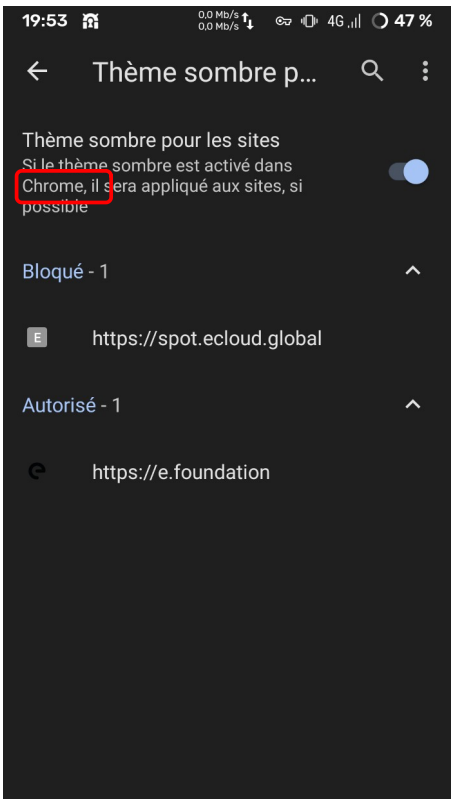 19:53 0,0 Mb/s 0,0 Mb/s 4G 47 %
Thème sombre p...
Thème sombre pour les sites
Si le thème sombre est activé dans
Chrome, il sera appliqué aux sites, si
possible
Bloqué - 1
E https://spot.ecloud.global
Autorisé - 1
e https://e.foundation